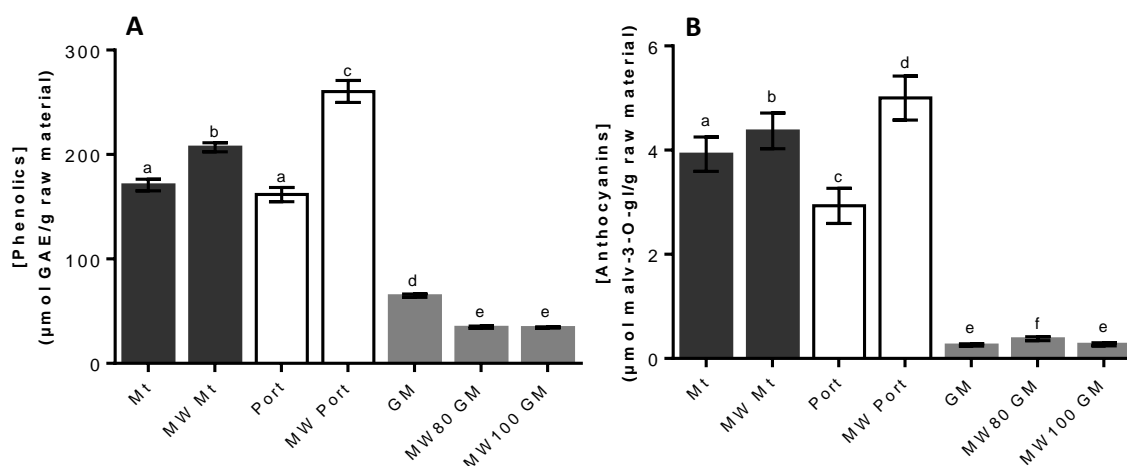 A
[Phenolics]
(µmol GAE/g raw material)
300
200
100
0
a
b
a
c
d
e
e
Mt
MW Mt
Port
MW Port
GM
MW80 GM
MW100 GM
B
[Anthocyanins]
(µmol malv-3-O-gl/g raw material)
6
4
2
0
a
b
c
d
e
f
e
Mt
MW Mt
Port
MW Port
GM
MW80 GM
MW100 GM